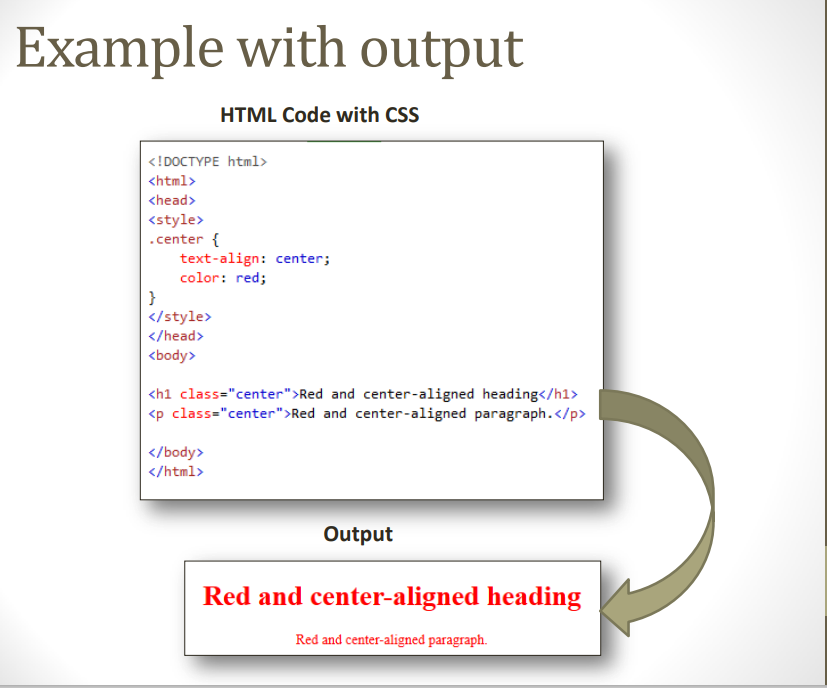 Example with output
HTML Code with CSS
<!DOCTYPE html>
<html>
<head>
<style>
.center {
    text-align: center;
    color: red;
}
</style>
</head>
<body>
<h1 class="center">Red and center-aligned heading</h1>
<p class="center">Red and center-aligned paragraph.</p>
</body>
</html>
Output
Red and center-aligned heading
Red and center-aligned paragraph.